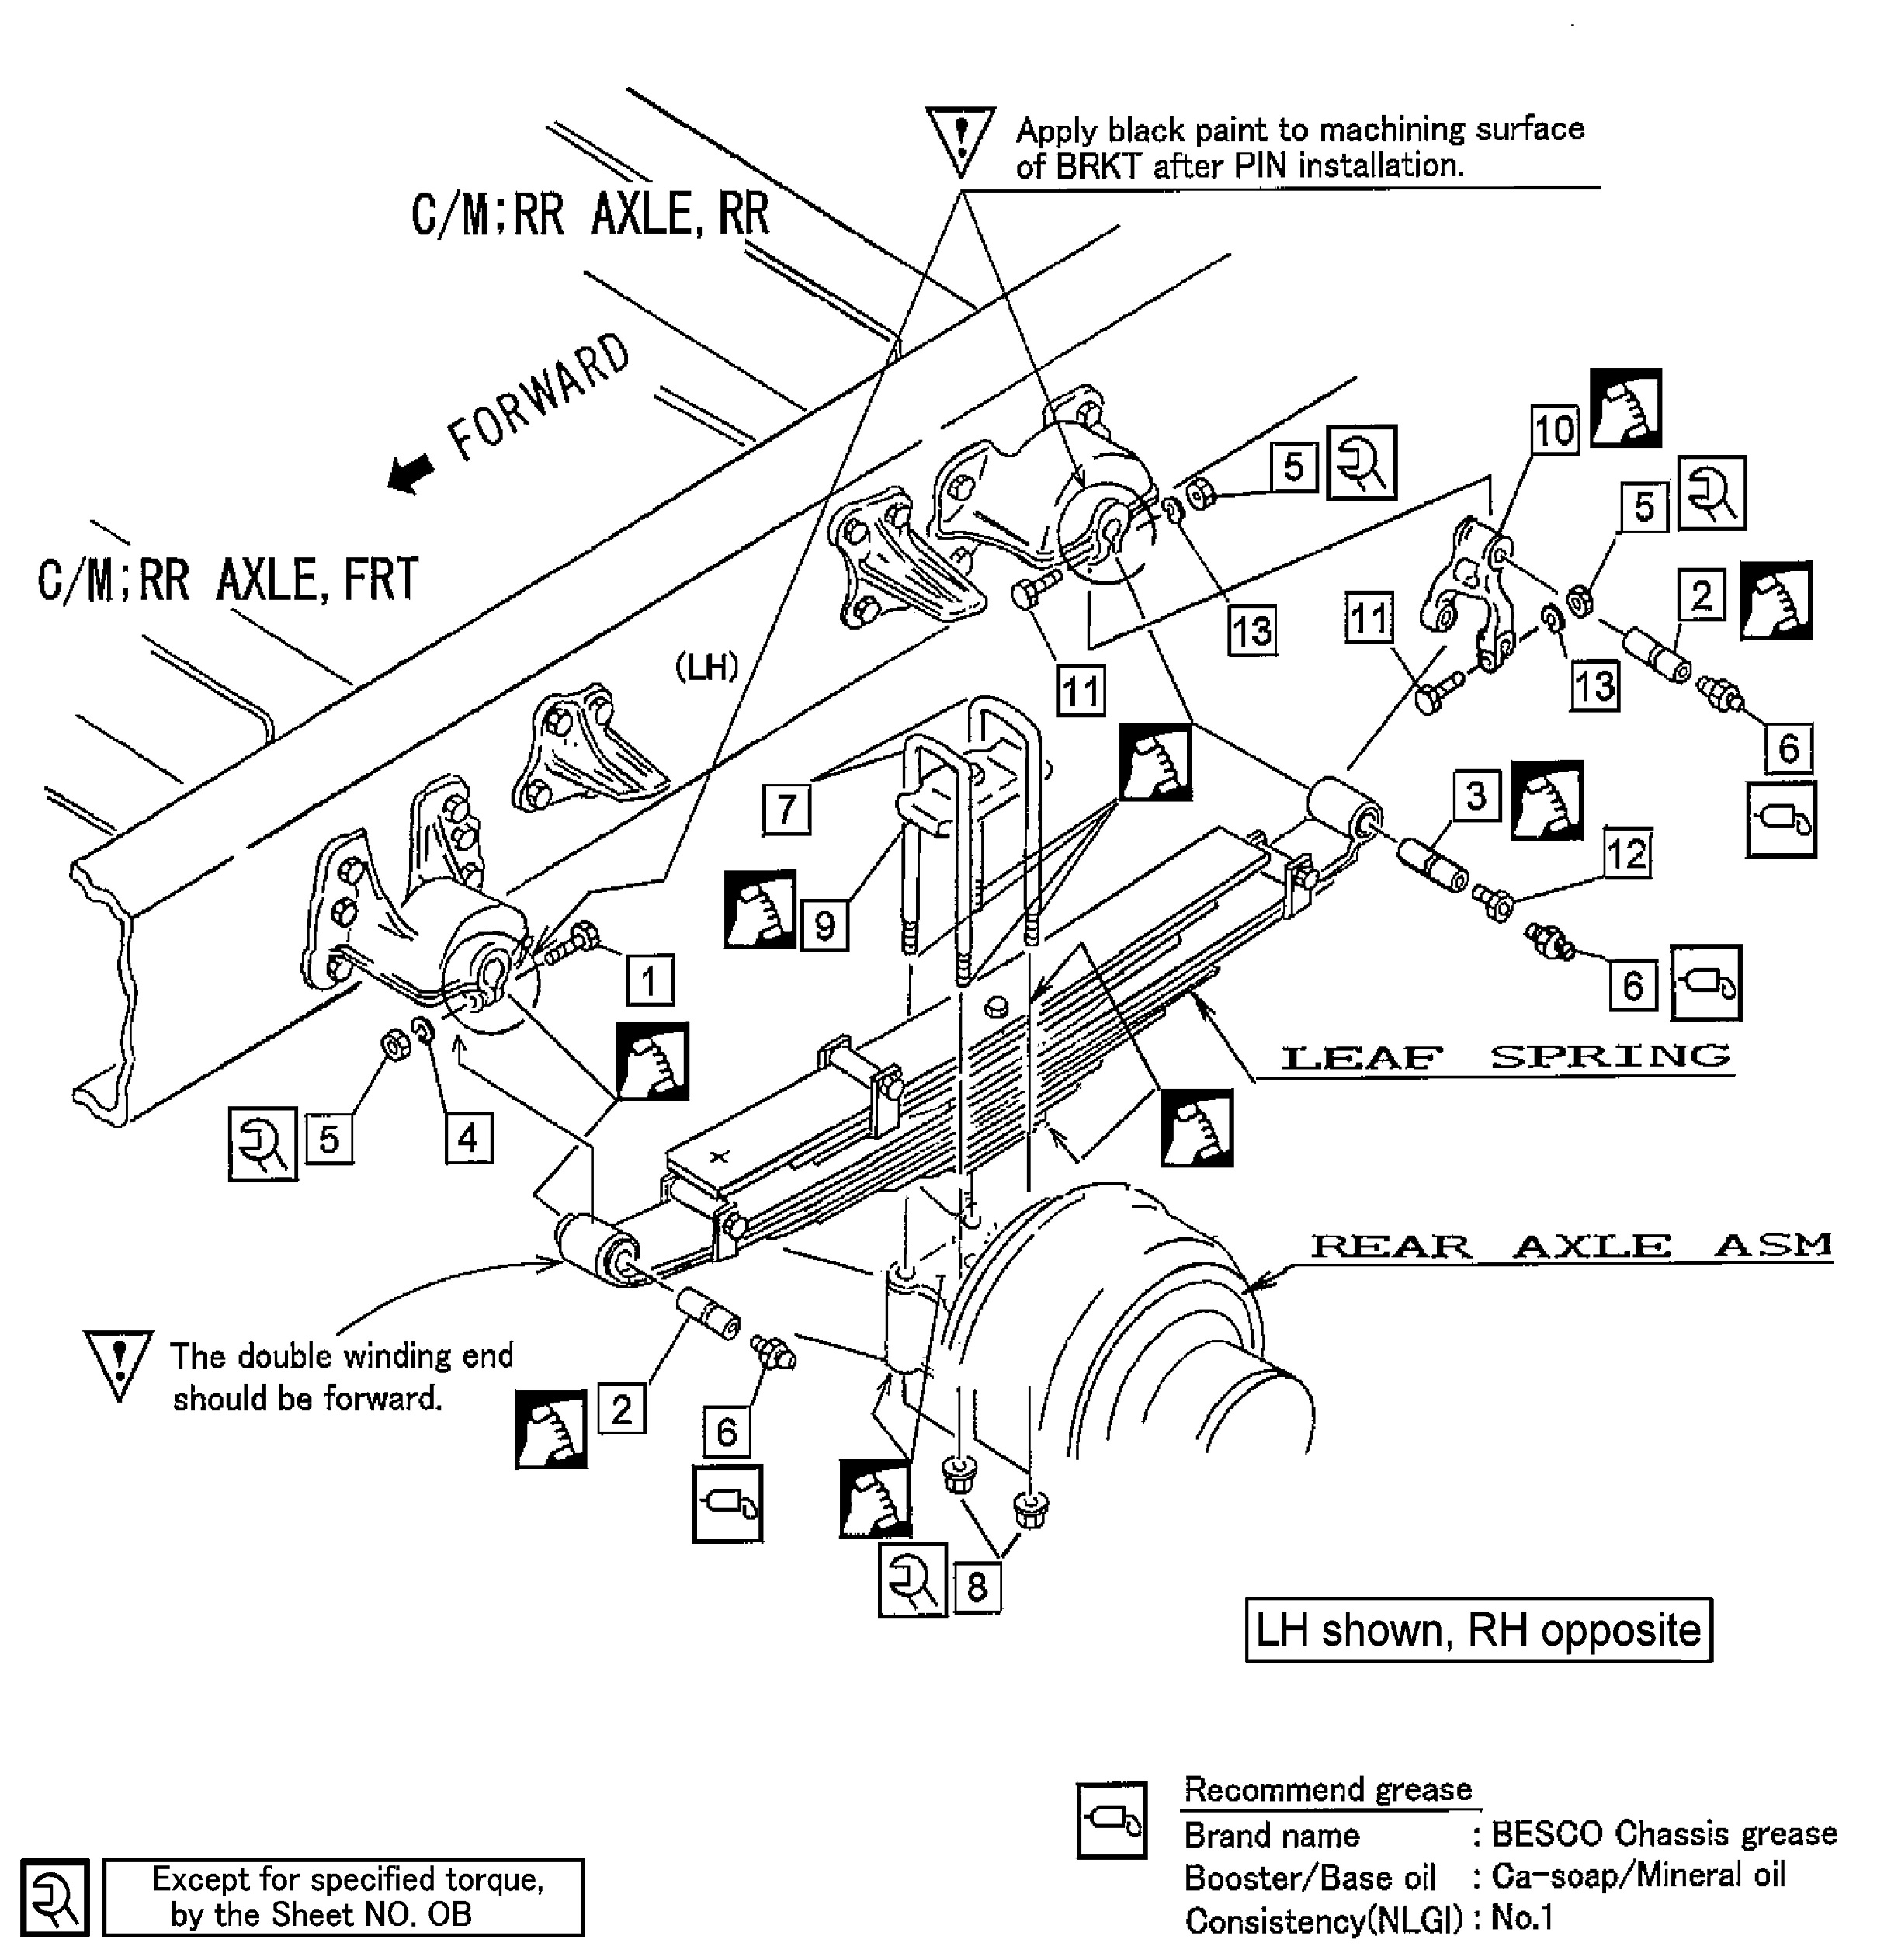 Apply black paint to machining surface
of BRKT after PIN installation.
C/M;RR AXLE,RR
FORWARD
10
5
5
C/M;RR AXLE,FRT
2
13
11
(LH)
11
13
6
7
3
12
9
1
6
LEAF SPRING
5
4
REAR AXLE ASM
The double winding end
should be forward.
2
6
8
LH shown, RH opposite
Recommend grease
Brand name : BESCO Chassis grease
Booster/Base oil : Ca-soap/Mineral oil
Consistency(NLGI) : No.1
Except for specified torque,
by the Sheet NO. OB